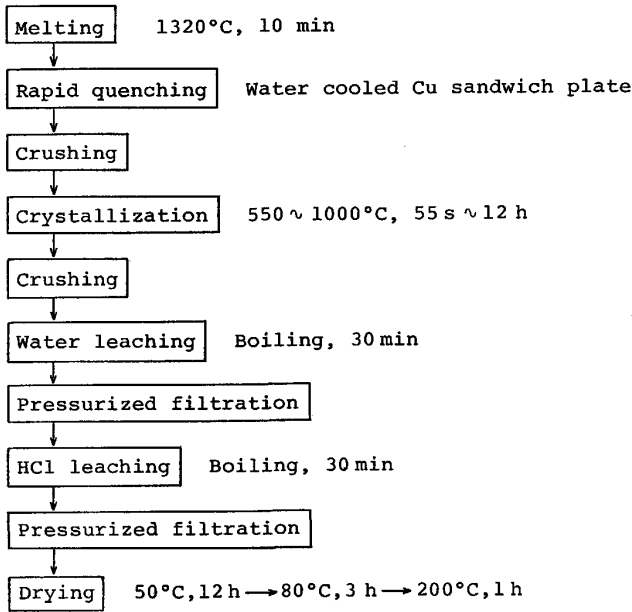 Melting 1320°C, 10 min
Rapid quenching Water cooled Cu sandwich plate
Crushing
Crystallization 550 ~ 1000°C, 55 s ~ 12 h
Crushing
Water leaching Boiling, 30 min
Pressurized filtration
HCl leaching Boiling, 30 min
Pressurized filtration
Drying 50°C, 12 h → 80°C, 3 h → 200°C, 1 h